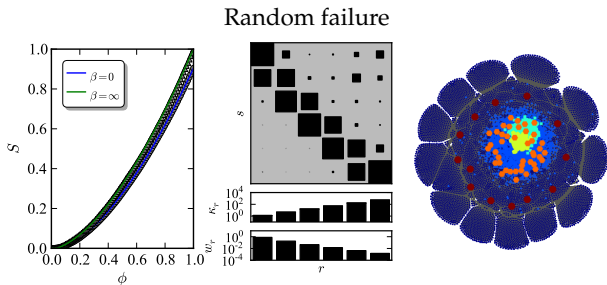 Random failure
1.0
0.8
0.6
0.4
0.2
0.0
S
β=0
β=∞
0.0 0.2 0.4 0.6 0.8 1.0
ϕ
s
κr
10⁴
10²
10⁰
wr
10⁰
10⁻²
10⁻⁴
r